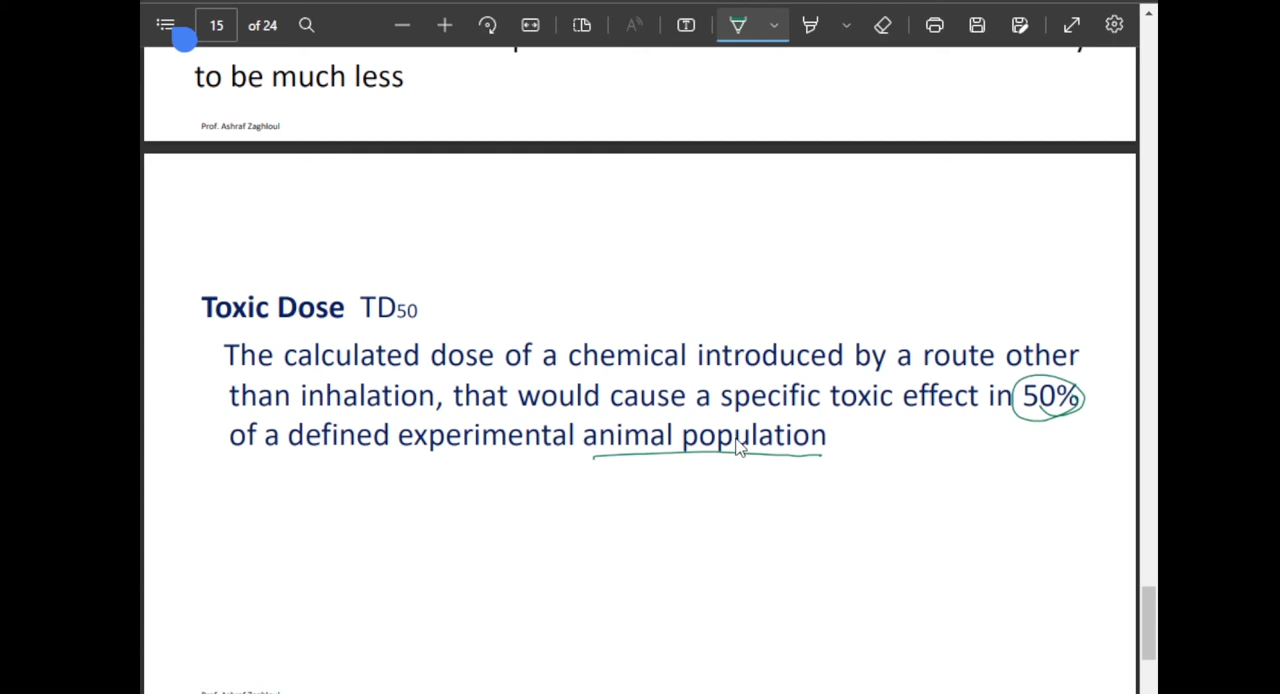 15 of 24
to be much less
Prof. Ashraf Zaghloul
Toxic Dose TD50
The calculated dose of a chemical introduced by a route other
than inhalation, that would cause a specific toxic effect in 50%
of a defined experimental animal population